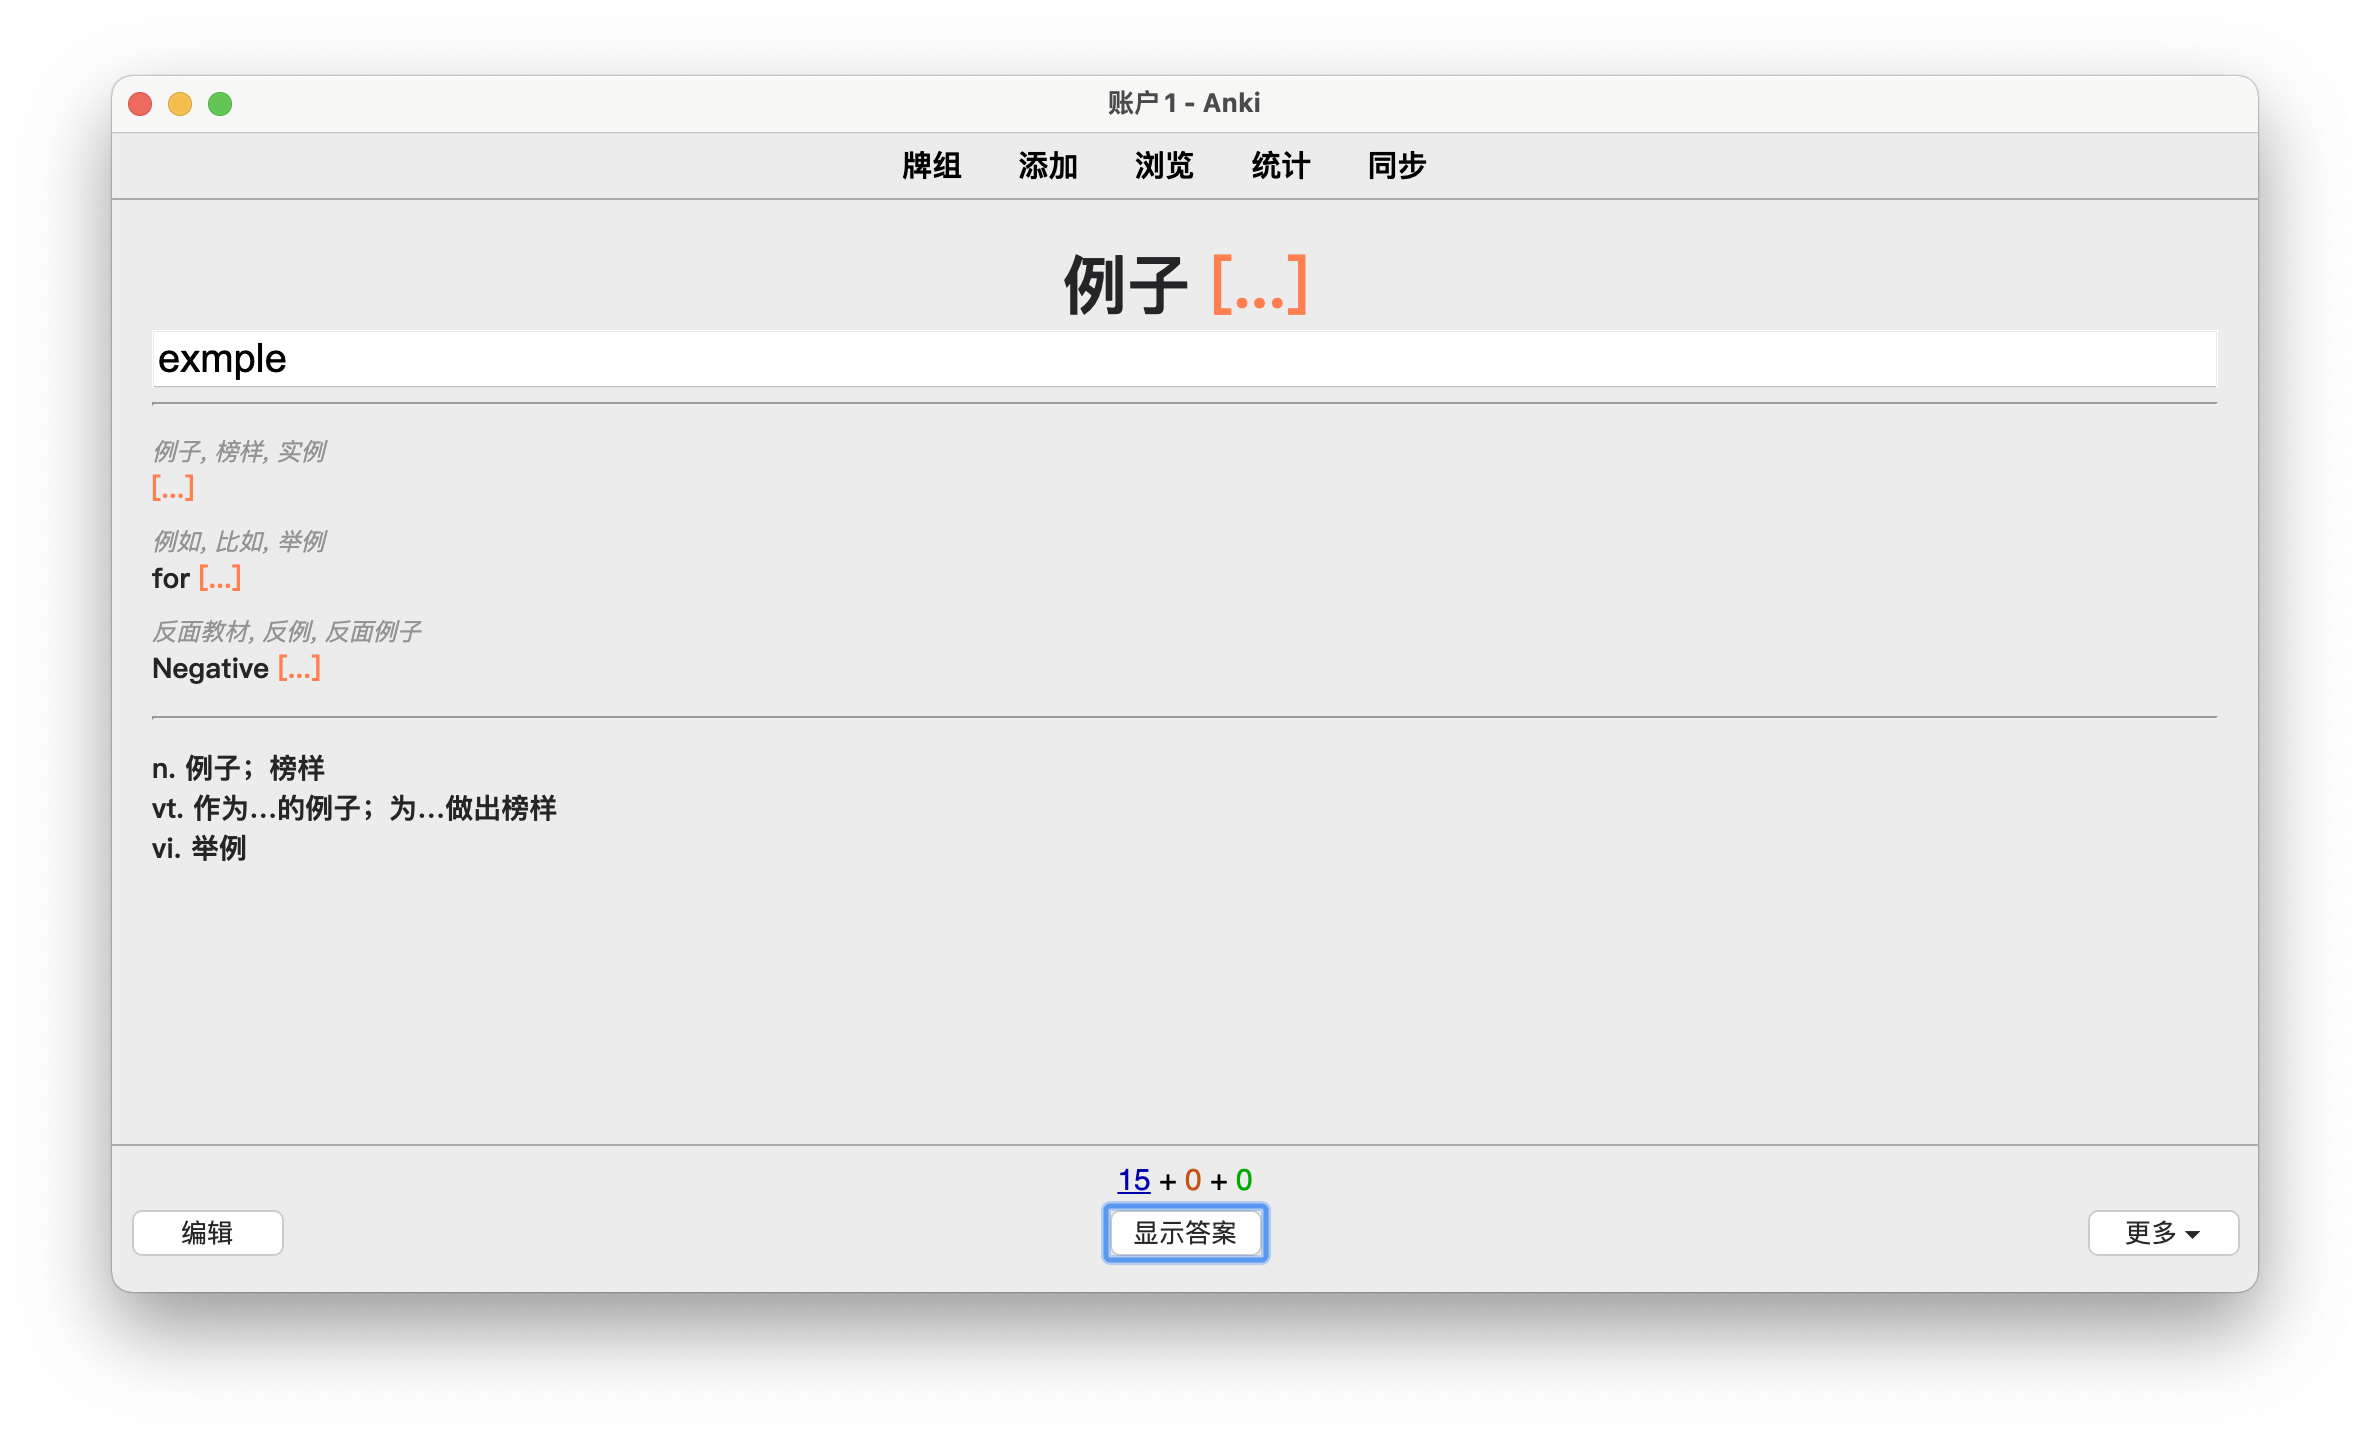 账户 1 - Anki
牌组 添加 浏览 统计 同步
例子 [...]
exmple
例子, 榜样, 实例
[...]
例如, 比如, 举例
for [...]
反面教材, 反例, 反面例子
Negative [...]
n. 例子；榜样
vt. 作为…的例子；为…做出榜样
vi. 举例
15 + 0 + 0
编辑 显示答案 更多